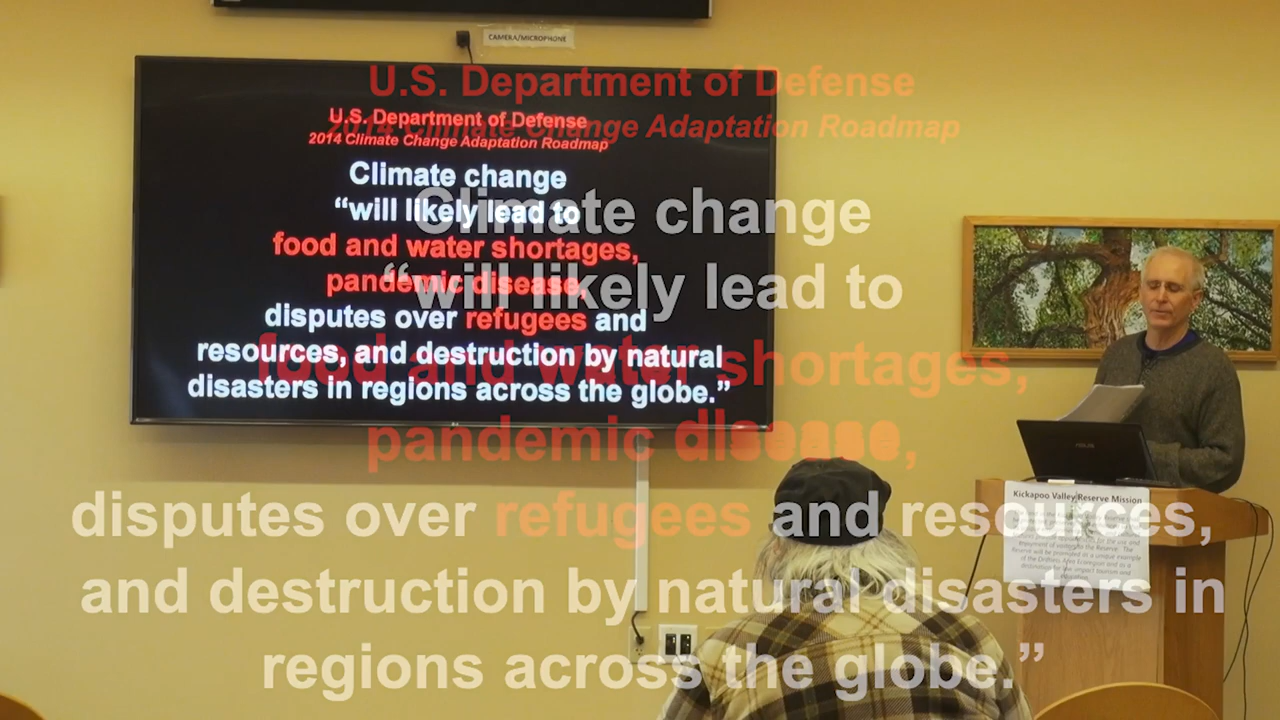 CAMERA/MICROPHONE
U.S. Department of Defense
2014 Climate Change Adaptation Roadmap
Climate change
“will likely lead to
food and water shortages,
pandemic disease,
disputes over refugees and
resources, and destruction by natural
disasters in regions across the globe.”
U.S. Department of Defense
2014 Climate Change Adaptation Roadmap
Climate change
“will likely lead to
food and water shortages,
pandemic disease,
disputes over refugees and resources,
and destruction by natural disasters in
regions across the globe.”
ASUS
Kickapoo Valley Reserve Mission